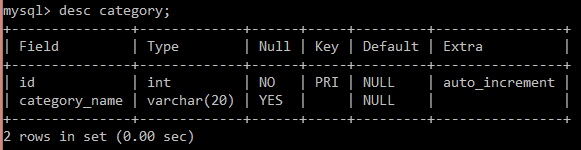 mysql> desc category;
+---------------+-------------+------+-----+---------+----------------+
| Field         | Type        | Null | Key | Default | Extra          |
+---------------+-------------+------+-----+---------+----------------+
| id            | int         | NO   | PRI | NULL    | auto_increment |
| category_name | varchar(20) | YES  |     | NULL    |                |
+---------------+-------------+------+-----+---------+----------------+
2 rows in set (0.00 sec)